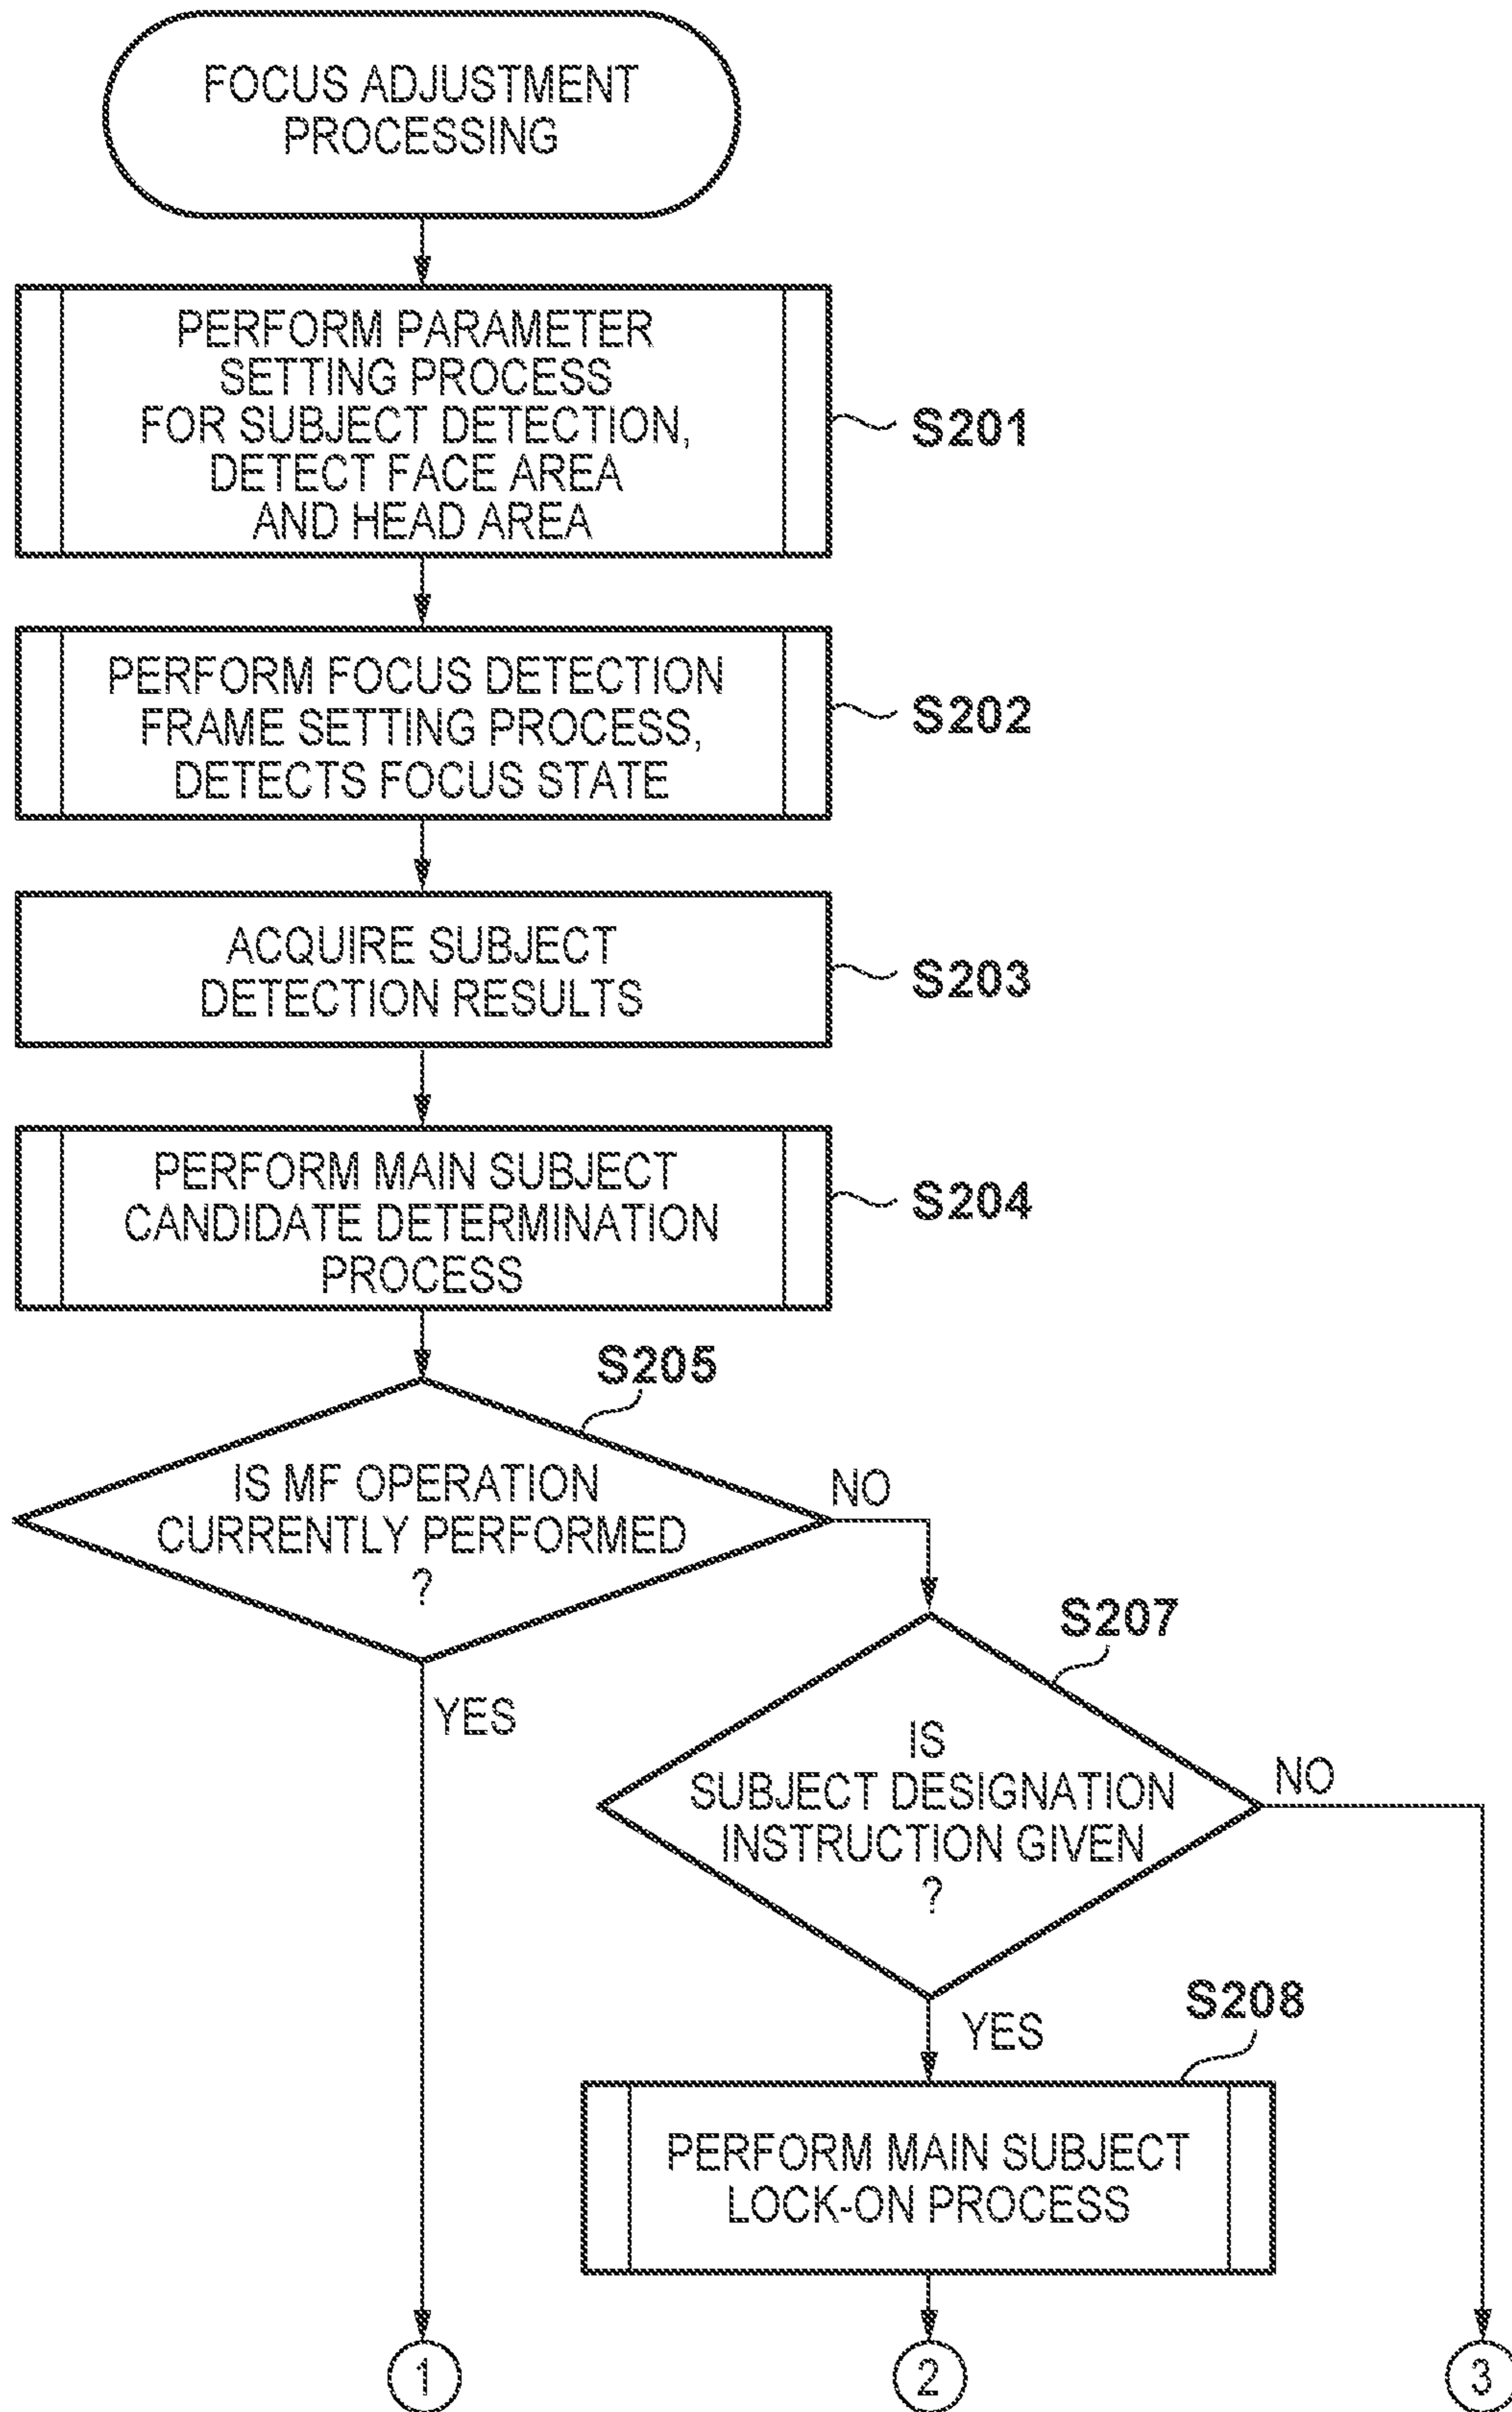 FOCUS ADJUSTMENT
PROCESSING
PERFORM PARAMETER
SETTING PROCESS
FOR SUBJECT DETECTION,
DETECT FACE AREA
AND HEAD AREA
S201
PERFORM FOCUS DETECTION
FRAME SETTING PROCESS,
DETECTS FOCUS STATE
S202
ACQUIRE SUBJECT
DETECTION RESULTS
S203
PERFORM MAIN SUBJECT
CANDIDATE DETERMINATION
PROCESS
S204
S205
IS MF OPERATION
CURRENTLY PERFORMED
?
NO
YES
S207
IS
SUBJECT DESIGNATION
INSTRUCTION GIVEN
?
NO
YES
S208
PERFORM MAIN SUBJECT
LOCK-ON PROCESS
1
2
3